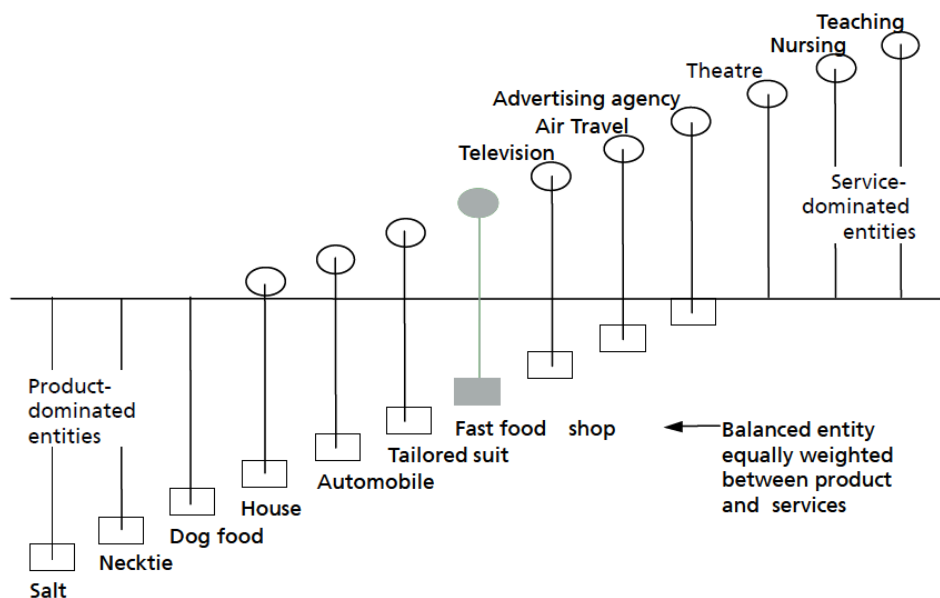 Teaching
Nursing
Theatre
Advertising agency
Air Travel
Television
Service-
dominated
entities
Product-
dominated
entities
Fast food shop
Balanced entity
equally weighted
between product
and services
Tailored suit
Automobile
House
Dog food
Necktie
Salt